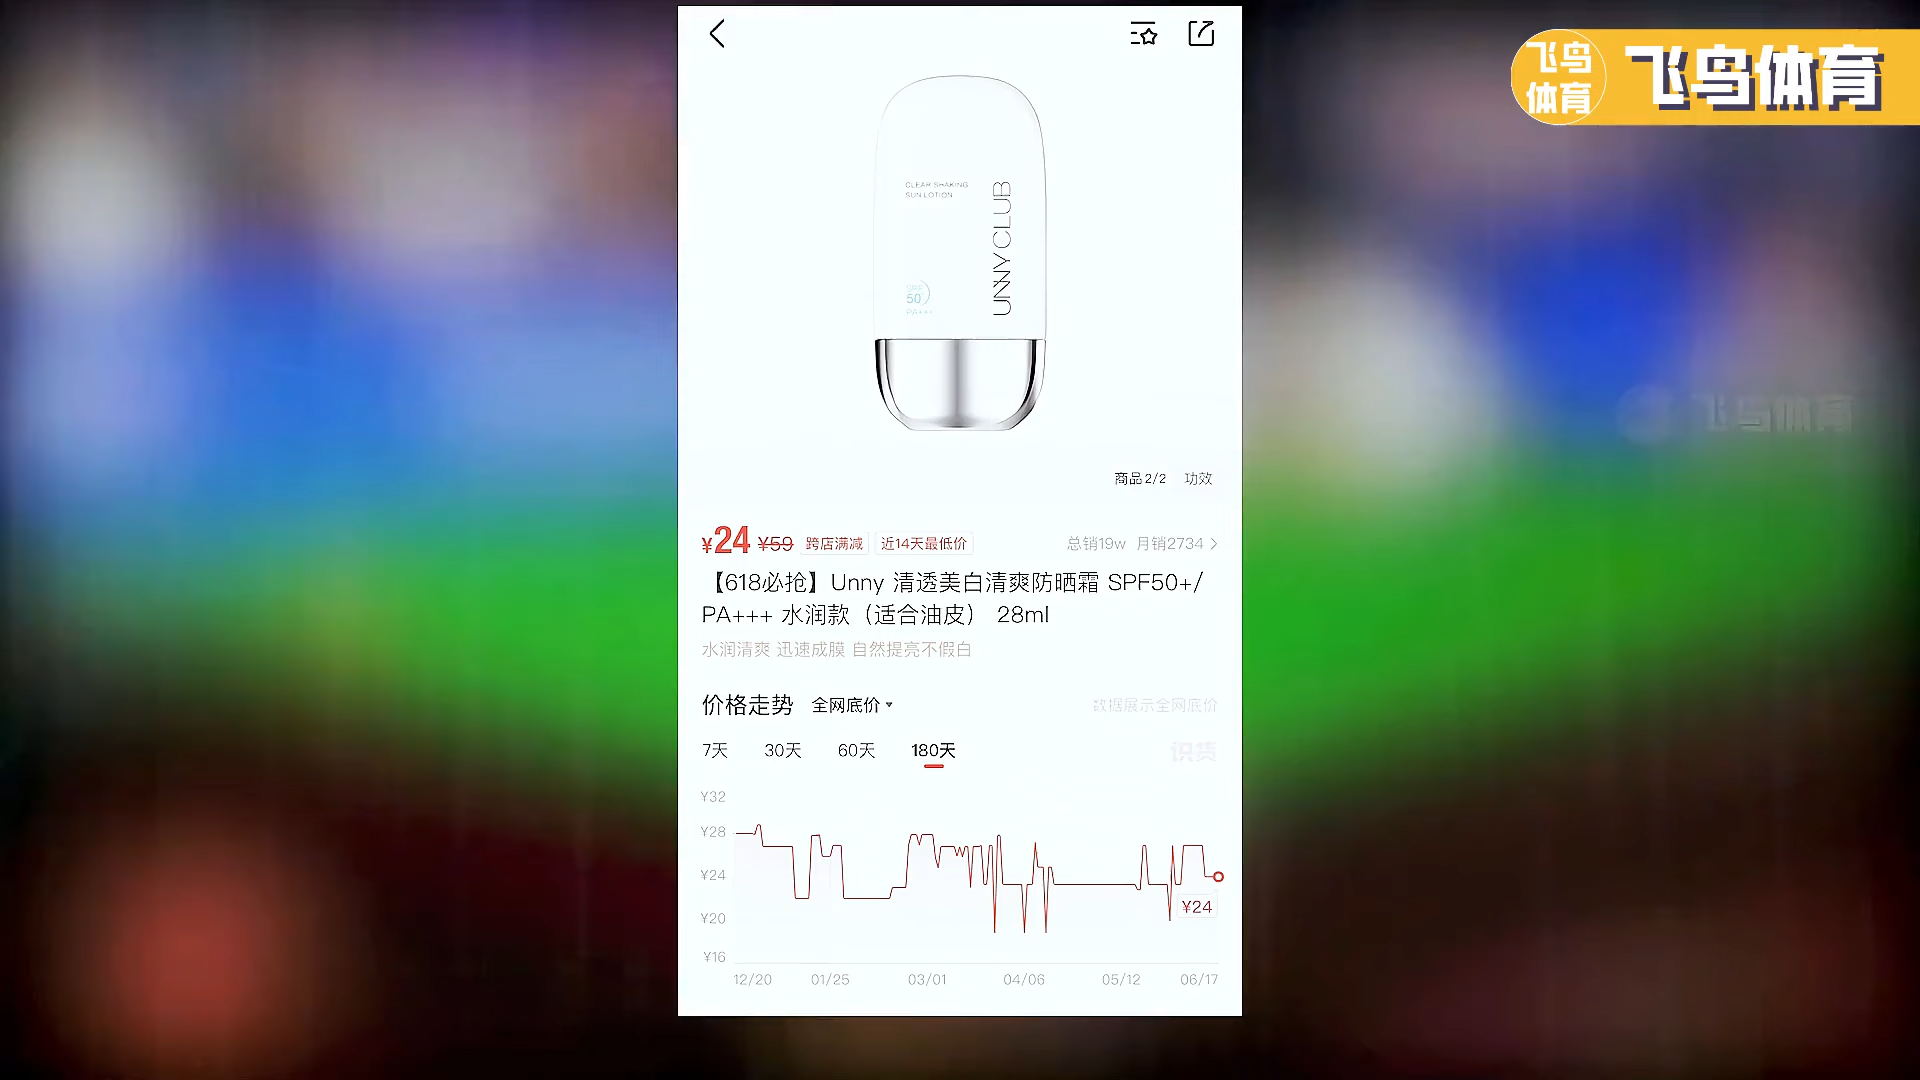 飞鸟
体育
飞鸟体育
CLEAR SHAKING
SUN LOTION
UNNY CLUB
SPF
50
PA+++
飞鸟体育
商品2/2 功效
¥24 ¥59 跨店满减 近14天最低价 总销19w 月销2734
【618必抢】Unny 清透美白清爽防晒霜 SPF50+/
PA+++ 水润款（适合油皮） 28ml
水润清爽 迅速成膜 自然提亮不假白
价格走势 全网底价 数据展示全网底价
7天 30天 60天 180天 识货
¥32
¥28
¥24
¥20
¥16
¥24
12/20 01/25 03/01 04/06 05/12 06/17